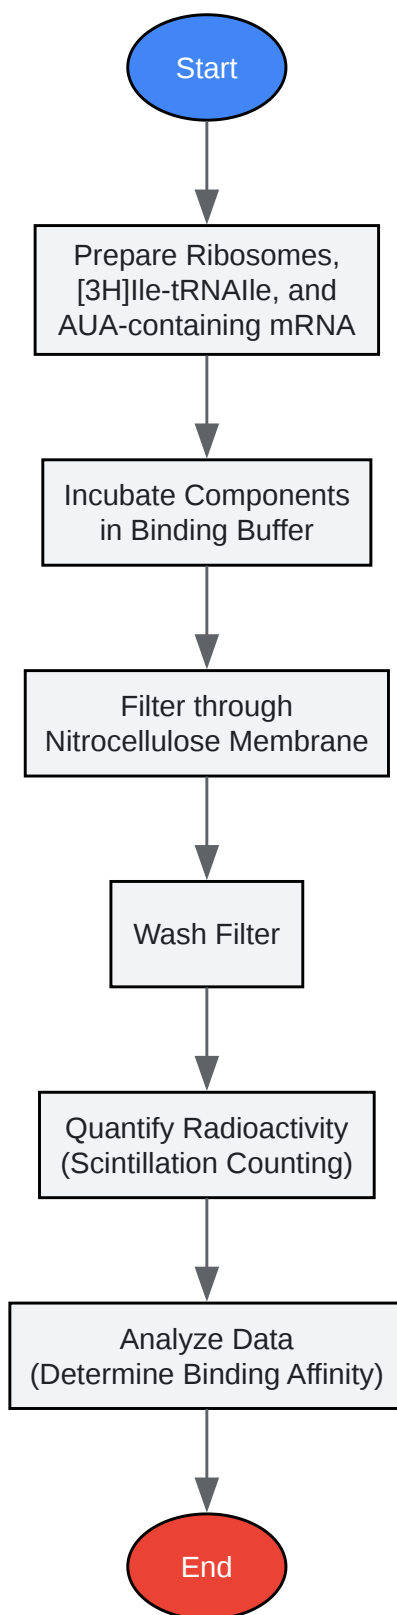 Start
Prepare Ribosomes,
[3H]Ile-tRNAIle, and
AUA-containing mRNA
Incubate Components
in Binding Buffer
Filter through
Nitrocellulose Membrane
Wash Filter
Quantify Radioactivity
(Scintillation Counting)
Analyze Data
(Determine Binding Affinity)
End